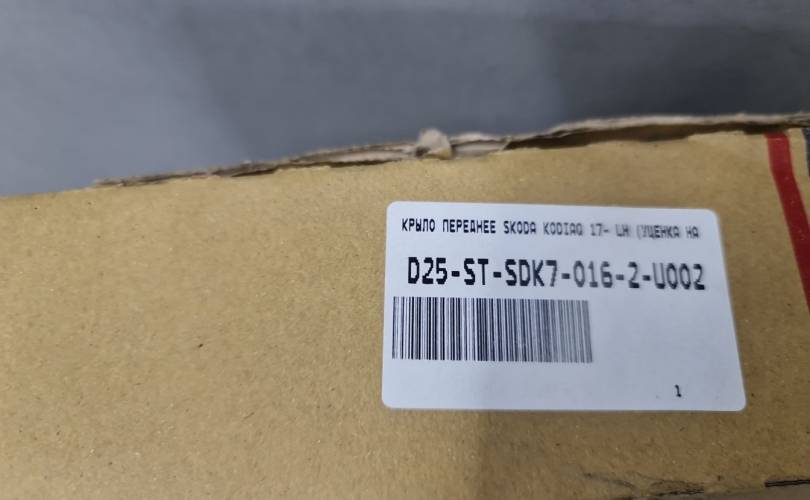 КРЫЛО ПЕРЕДНЕЕ SKODA KODIAQ 17- LH (УЦЕНКА НА
D25-ST-SDK7-016-2-U002
1